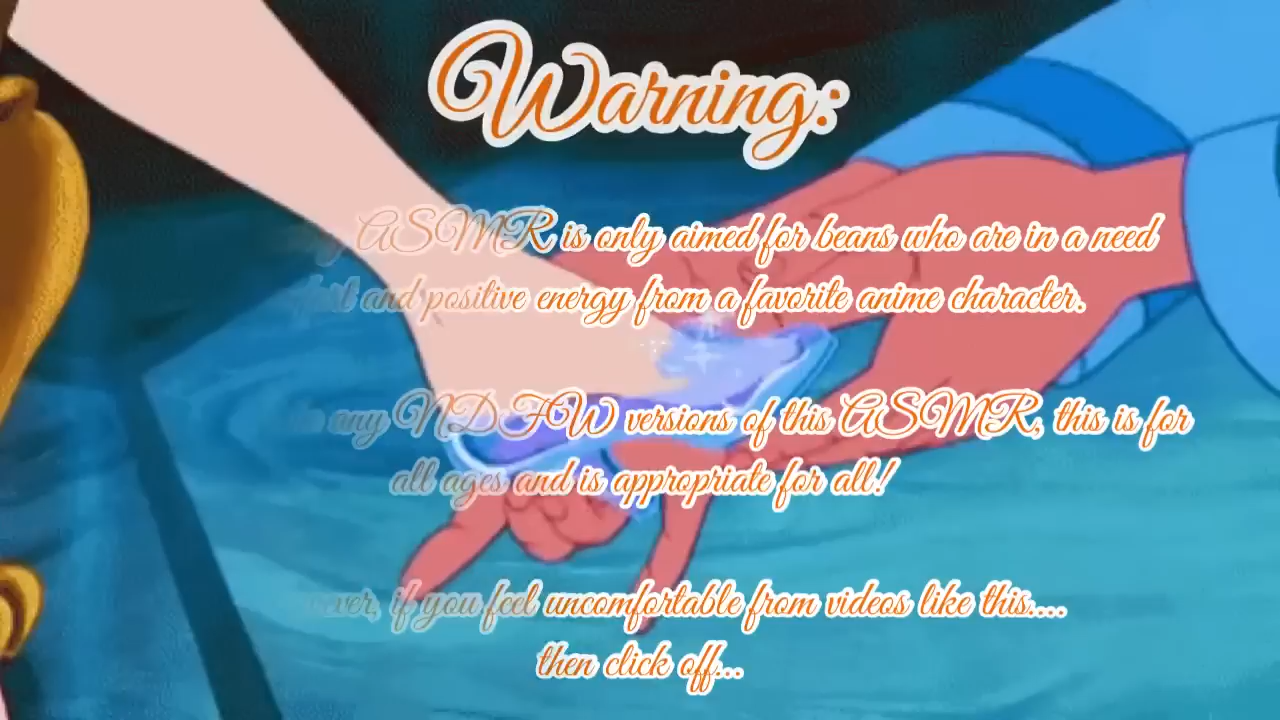 Warning:
ASMR is only aimed for beans who are in a need
and positive energy from a favorite anime character.
any NDFW versions of this ASMR, this is for
all ages and is appropriate for all!
if you feel uncomfortable from videos like this....
then click off...